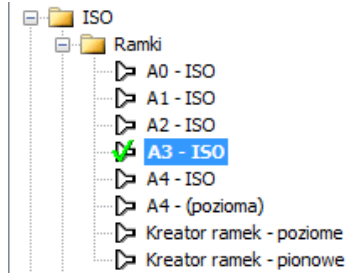 ISO
Ramki
A0 - ISO
A1 - ISO
A2 - ISO
A3 - ISO
A4 - ISO
A4 - (pozioma)
Kreator ramek - poziome
Kreator ramek - pionowe